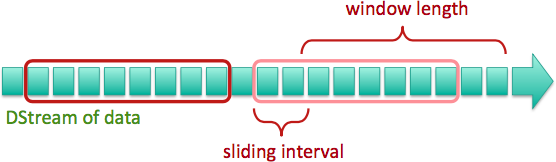 window length
DStream of data
sliding interval